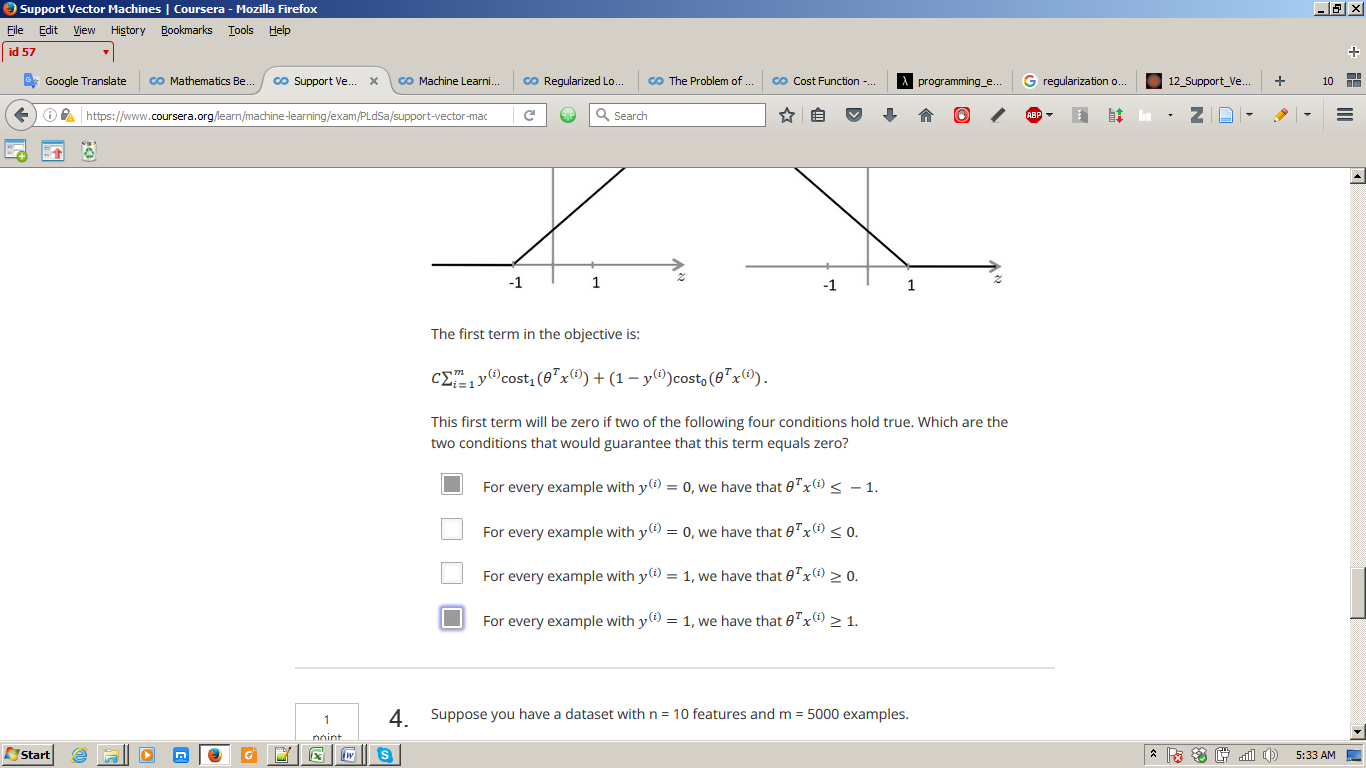 Support Vector Machines | Coursera - Mozilla Firefox
File Edit View History Bookmarks Tools Help
id 57
Google Translate Mathematics Be... Support Ve... Machine Learni... Regularized Lo... The Problem of ... Cost Function -... programming_e... regularization o... 12_Support_Ve... 10
https://www.coursera.org/learn/machine-learning/exam/PLdSa/support-vector-mac Search ABP Z
-1 1 z -1 1 z
The first term in the objective is:
C∑ᵐᵢ₌₁ y⁽ⁱ⁾cost₁(θᵀx⁽ⁱ⁾) + (1 − y⁽ⁱ⁾)cost₀(θᵀx⁽ⁱ⁾).
This first term will be zero if two of the following four conditions hold true. Which are the
two conditions that would guarantee that this term equals zero?
For every example with y⁽ⁱ⁾ = 0, we have that θᵀx⁽ⁱ⁾ ≤ − 1.
For every example with y⁽ⁱ⁾ = 0, we have that θᵀx⁽ⁱ⁾ ≤ 0.
For every example with y⁽ⁱ⁾ = 1, we have that θᵀx⁽ⁱ⁾ ≥ 0.
For every example with y⁽ⁱ⁾ = 1, we have that θᵀx⁽ⁱ⁾ ≥ 1.
1
point
4. Suppose you have a dataset with n = 10 features and m = 5000 examples.
Start 5:33 AM